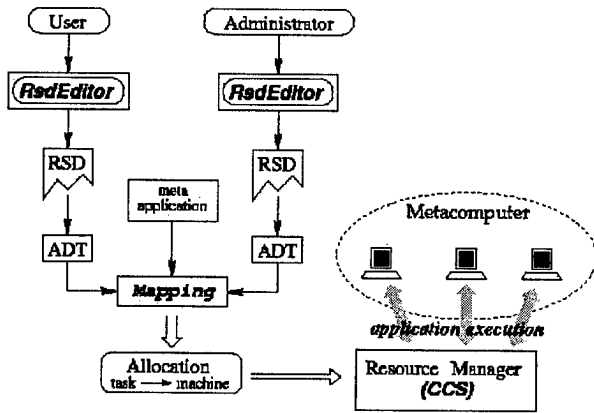 User
Administrator
RsdEditor
RsdEditor
RSD
RSD
meta
application
Metacomputer
ADT
ADT
Mapping
application execution
Allocation
task machine
Resource Manager
(CCS)